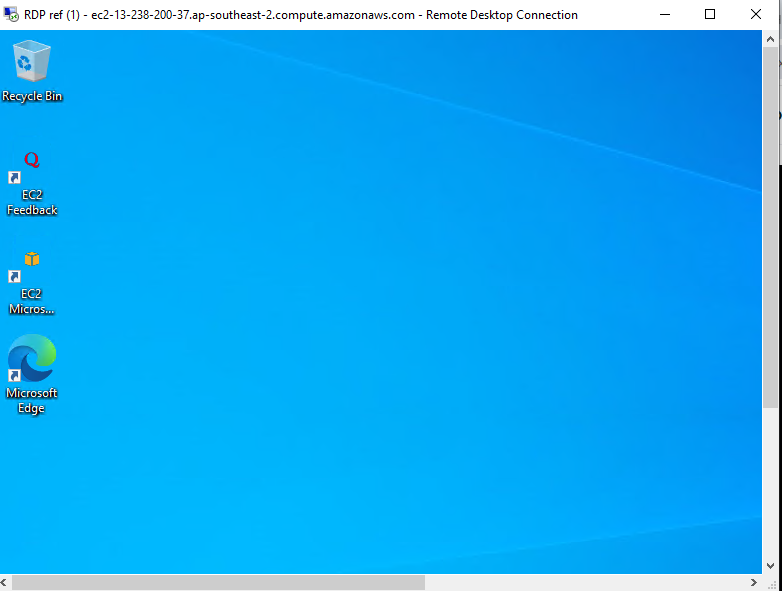 RDP ref (1) - ec2-13-238-200-37.ap-southeast-2.compute.amazonaws.com - Remote Desktop Connection
Recycle Bin
Q
EC2
Feedback
EC2
Micros...
Microsoft
Edge